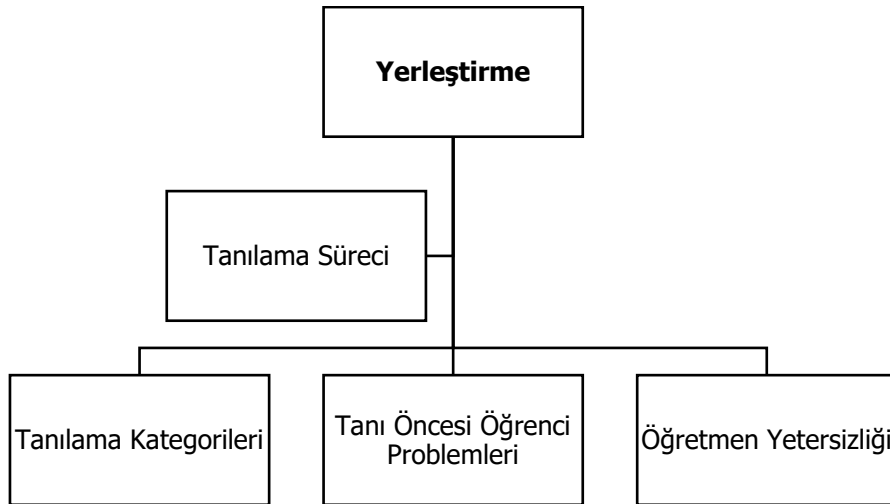 Yerleştirme
Tanılama Süreci
Tanılama Kategorileri
Tanı Öncesi Öğrenci
Problemleri
Öğretmen Yetersizliği